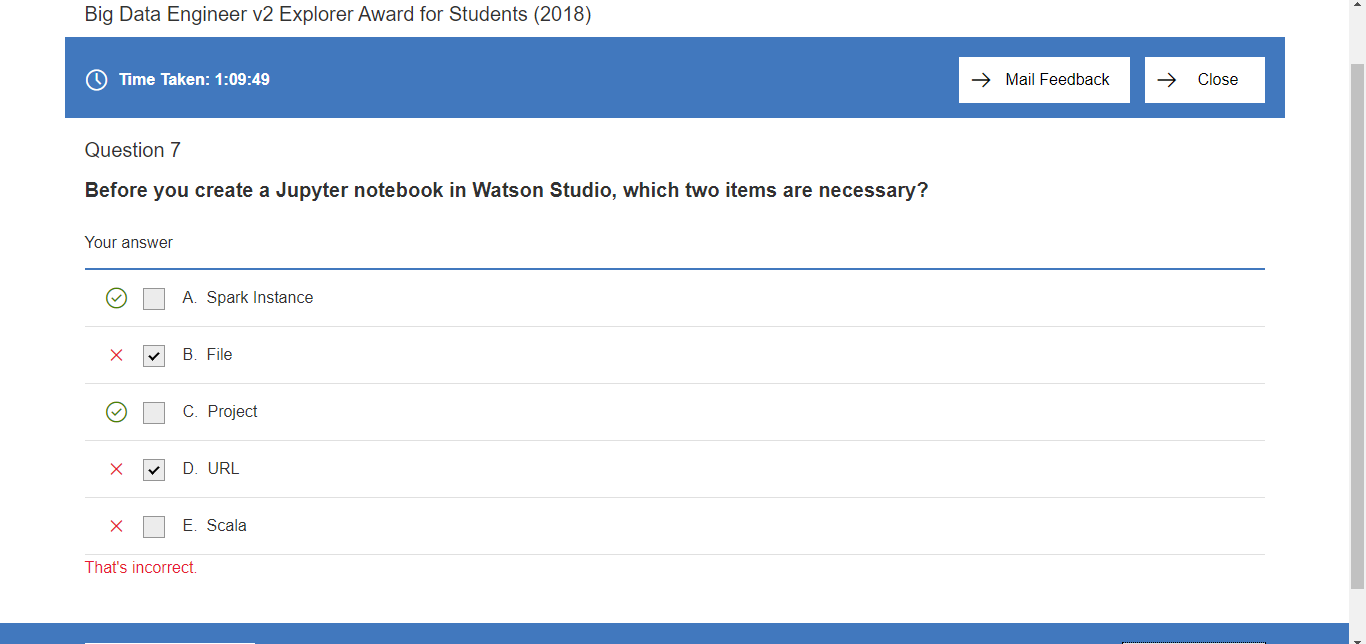 Big Data Engineer v2 Explorer Award for Students (2018)
Time Taken: 1:09:49
Mail Feedback
Close
Question 7
Before you create a Jupyter notebook in Watson Studio, which two items are necessary?
Your answer
A. Spark Instance
B. File
C. Project
D. URL
E. Scala
That's incorrect.